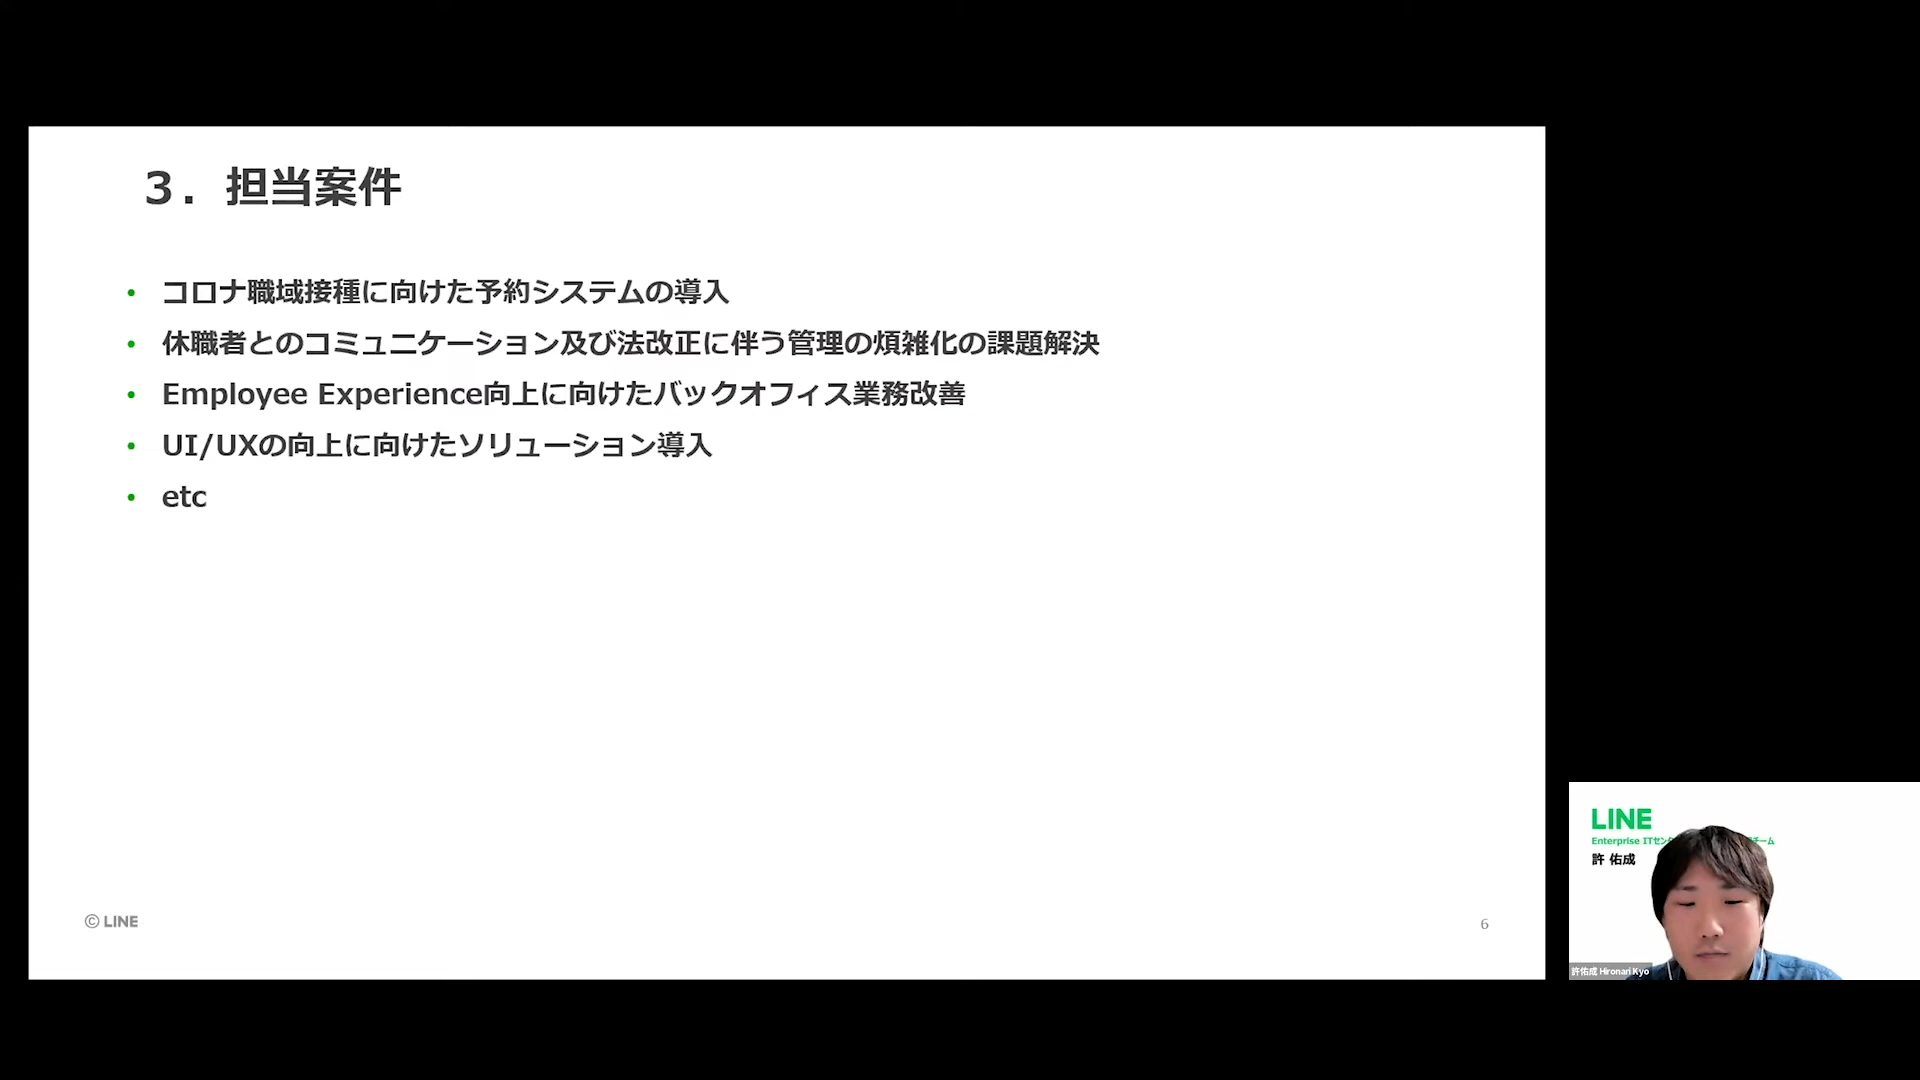 ３．担当案件
• コロナ職域接種に向けた予約システムの導入
• 休職者とのコミュニケーション及び法改正に伴う管理の煩雑化の課題解決
• Employee Experience向上に向けたバックオフィス業務改善
• UI/UXの向上に向けたソリューション導入
• etc
© LINE
6
LINE
Enterprise ITセン チーム
許 佑成
許佑成 Hironari Kyo